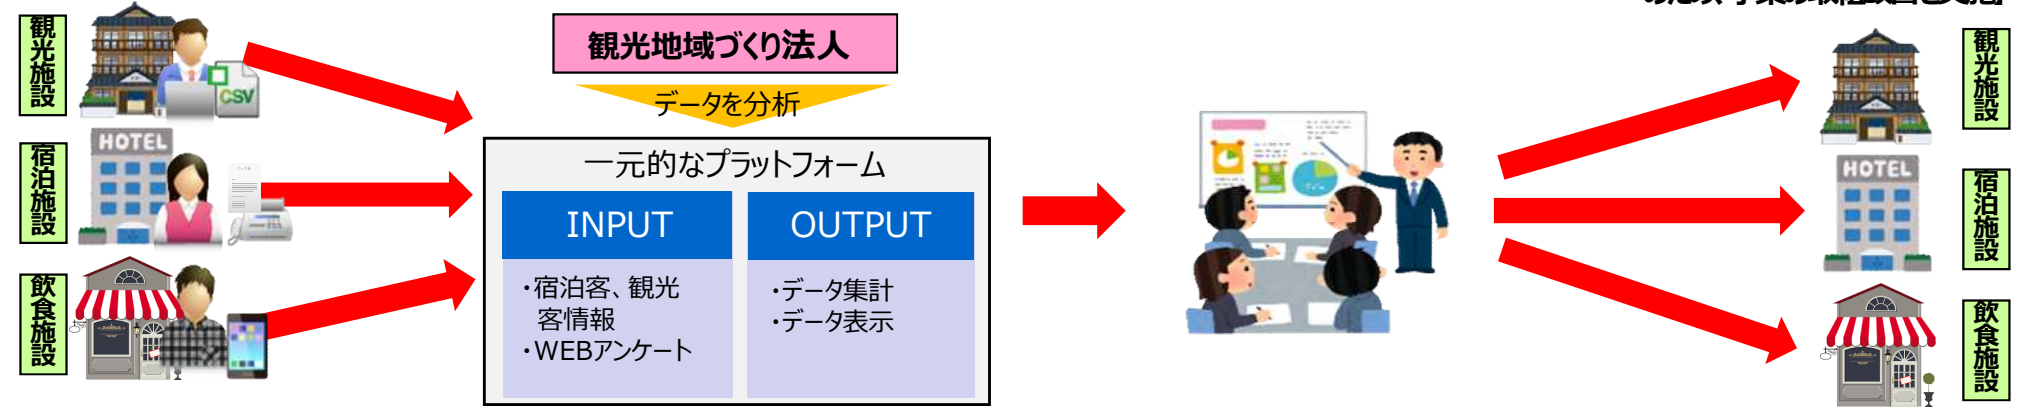 観光施設
CSV
HOTEL
宿泊施設
飲食施設
観光地域づくり法人
データを分析
一元的なプラットフォーム
INPUT
・宿泊客、観光
客情報
・WEBアンケート
OUTPUT
・データ集計
・データ表示
観光施設
HOTEL
宿泊施設
飲食施設